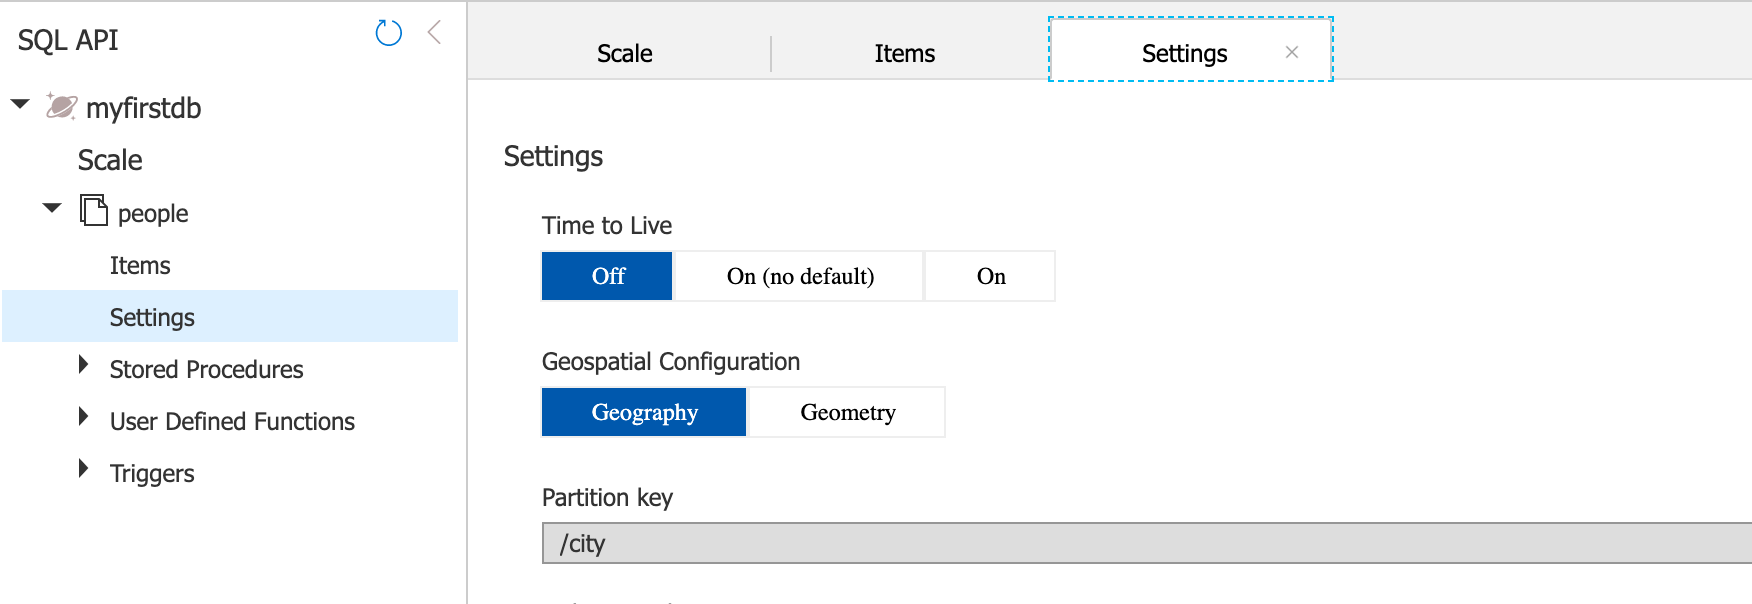 SQL API
myfirstdb
Scale
people
Items
Settings
Stored Procedures
User Defined Functions
Triggers
Scale Items Settings
Settings
Time to Live
Off On (no default) On
Geospatial Configuration
Geography Geometry
Partition key
/city